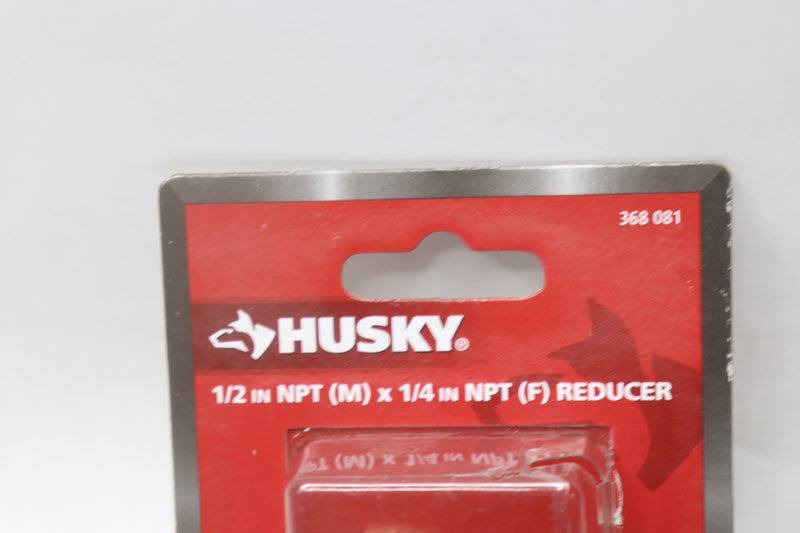 368 081
HUSKY®
1/2 IN NPT (M) x 1/4 IN NPT (F) REDUCER